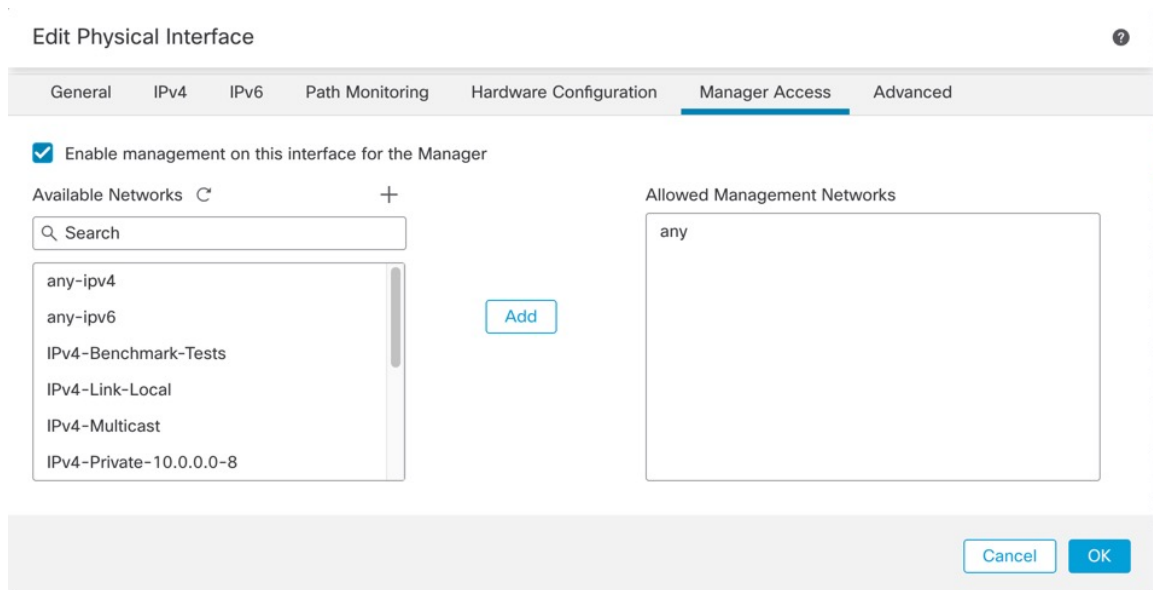 Edit Physical Interface
General IPv4 IPv6 Path Monitoring Hardware Configuration Manager Access Advanced
Enable management on this interface for the Manager
Available Networks
Search
any-ipv4
any-ipv6
IPv4-Benchmark-Tests
IPv4-Link-Local
IPv4-Multicast
IPv4-Private-10.0.0.0-8
Add
Allowed Management Networks
any
Cancel OK